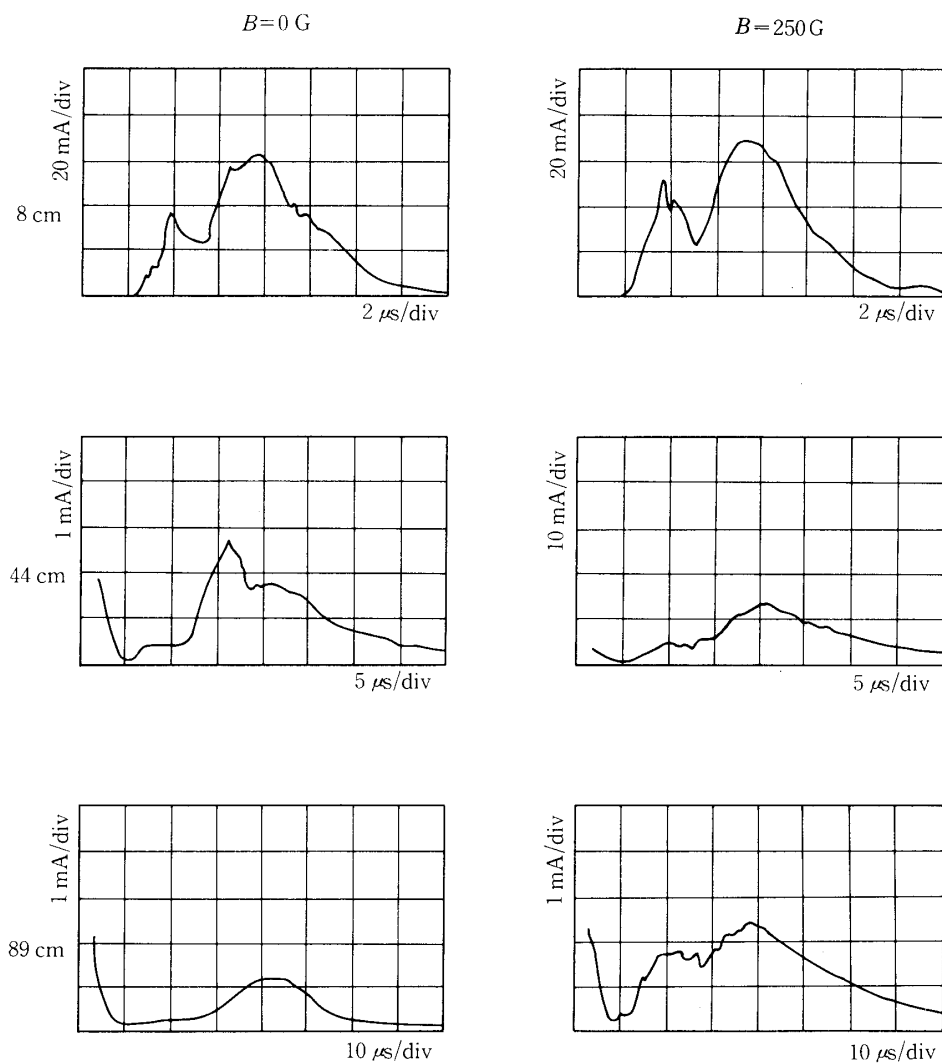 B=0 G
B=250 G
20 mA/div
8 cm
2 μs/div
20 mA/div
2 μs/div
1 mA/div
44 cm
5 μs/div
10 mA/div
5 μs/div
1 mA/div
89 cm
10 μs/div
1 mA/div
10 μs/div